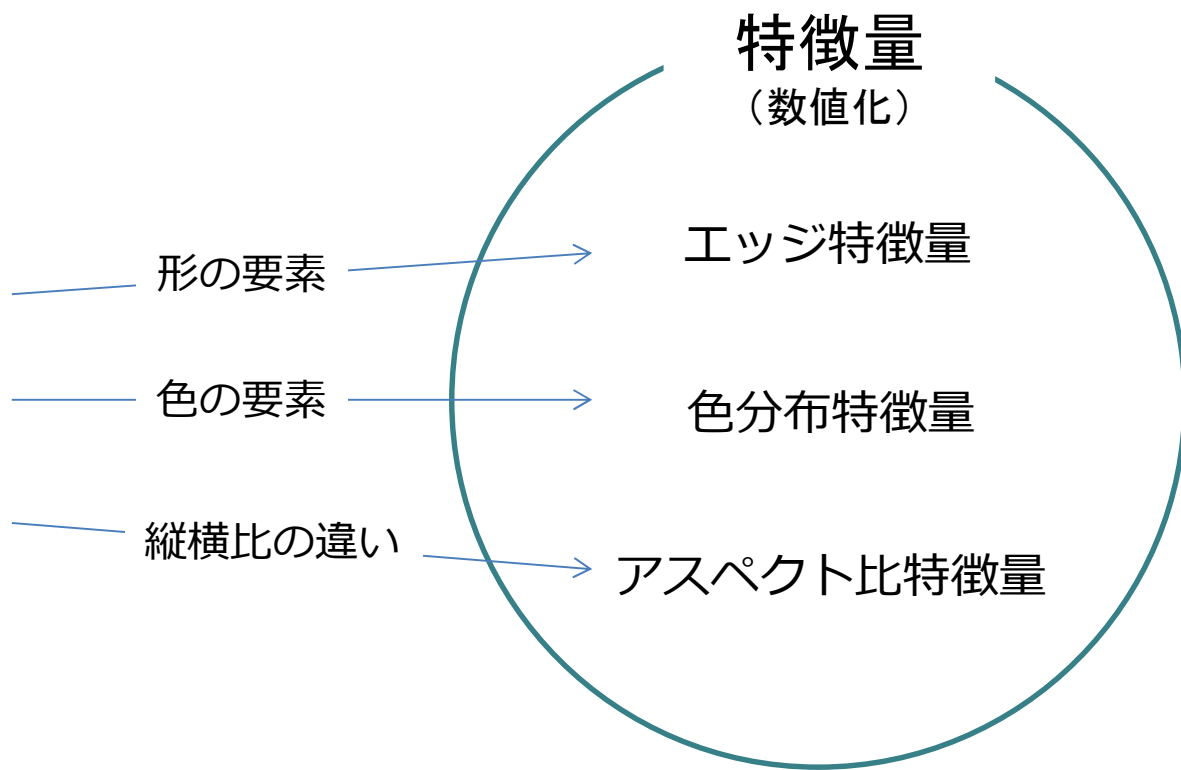 特徴量
（数値化）
形の要素
エッジ特徴量
色の要素
色分布特徴量
縦横比の違い
アスペクト比特徴量